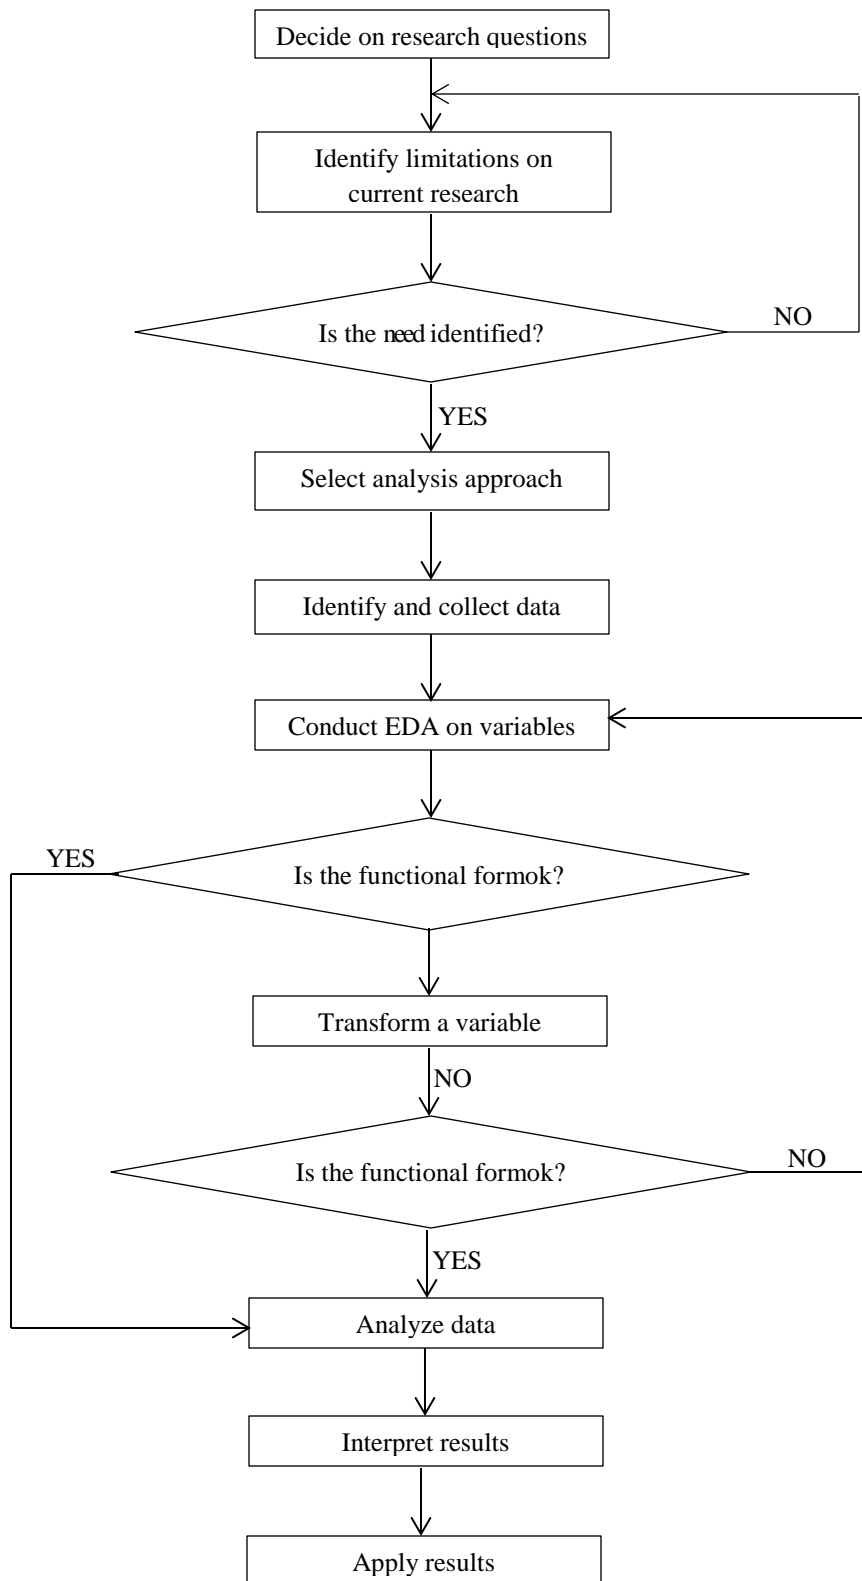 Decide on research questions
Identify limitations on
current research
Is the need identified?
NO
YES
Select analysis approach
Identify and collect data
Conduct EDA on variables
YES
Is the functional formok?
Transform a variable
NO
Is the functional formok?
NO
YES
Analyze data
Interpret results
Apply results